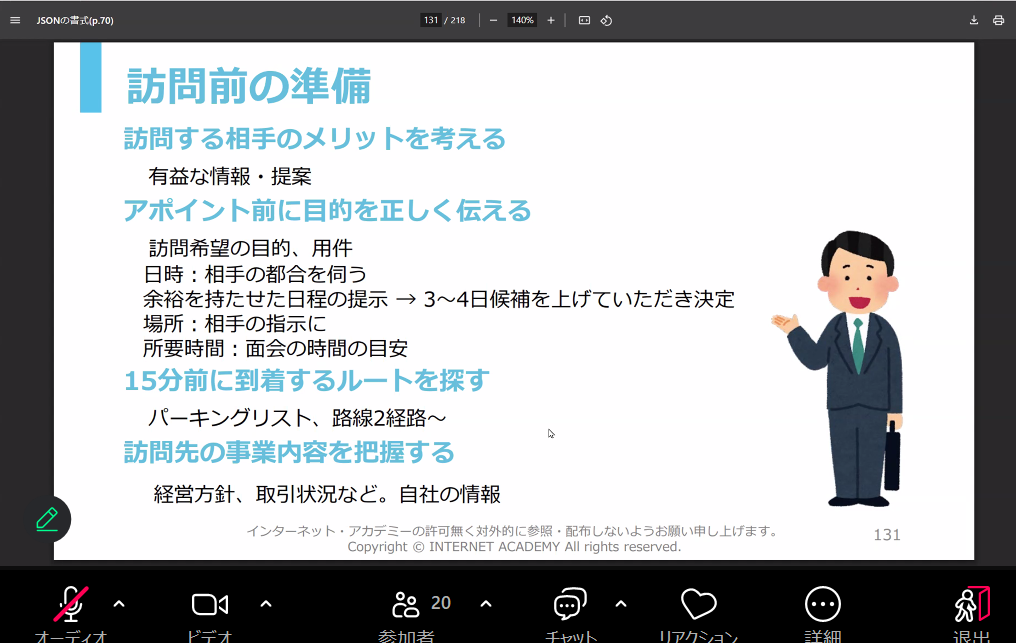 JSONの書式(p.70)
131 / 218
140%
訪問前の準備
訪問する相手のメリットを考える
有益な情報・提案
アポイント前に目的を正しく伝える
訪問希望の目的、用件
日時：相手の都合を伺う
余裕を持たせた日程の提示 → 3～4日候補を上げていただき決定
場所：相手の指示に
所要時間：面会の時間の目安
15分前に到着するルートを探す
パーキングリスト、路線2経路～
訪問先の事業内容を把握する
経営方針、取引状況など。自社の情報
インターネット・アカデミーの許可無く対外的に参照・配布しないようお願い申し上げます。
Copyright © INTERNET ACADEMY All rights reserved.
131
20
オーディオ
ビデオ
参加者
チャット
リアクション
詳細
退出